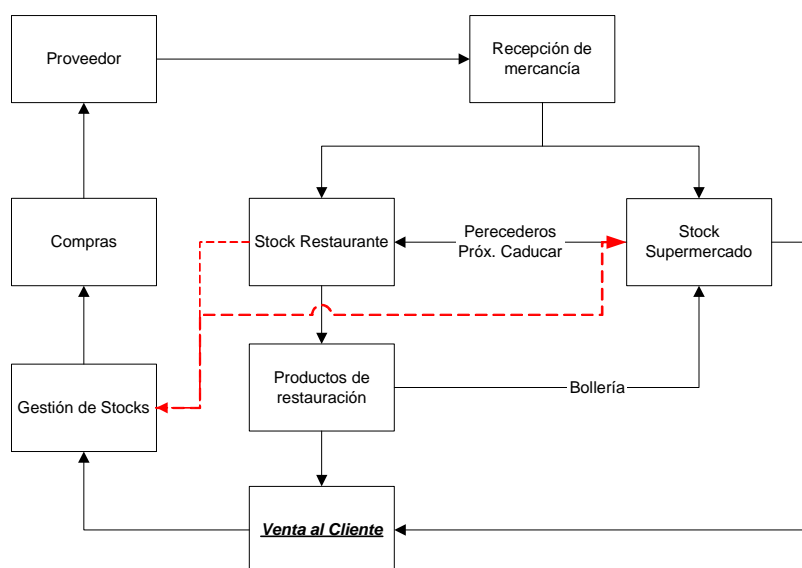 Proveedor
Recepción de
mercancía
Compras
Stock Restaurante
Perecederos
Próx. Caducar
Stock
Supermercado
Gestión de Stocks
Productos de
restauración
Bollería
Venta al Cliente